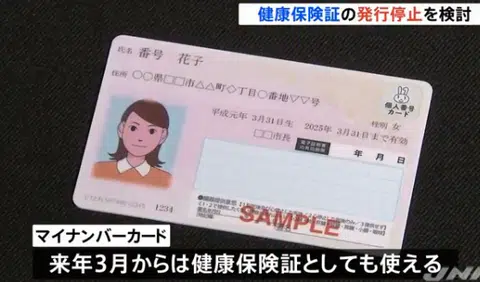 健康保険証の発行停止を検討
氏名 番号 花子
住所 ○○県□□市△△町◇丁目○番地▽▽号
個人番号
カード
平成元年 3月31日生
性別 女
2025年 3月31日まで有効
□□市長
年 月 日
1234
SAMPLE
マイナンバーカード
来年3月からは健康保険証としても使える
JNN